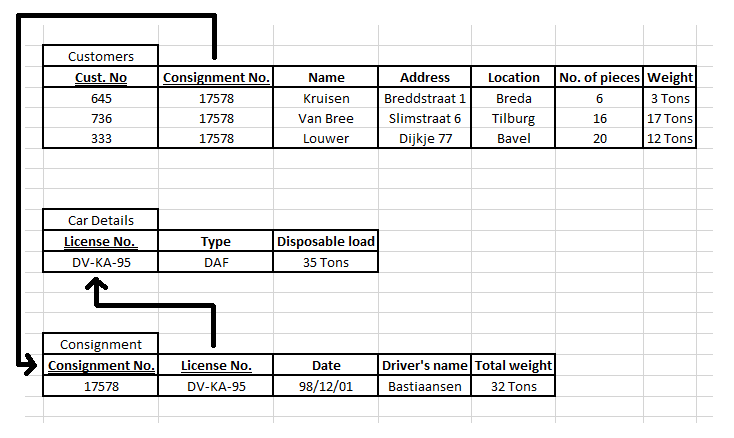 Customers
Cust. No Consignment No. Name Address Location No. of pieces Weight
645 17578 Kruisen Breddstraat 1 Breda 6 3 Tons
736 17578 Van Bree Slimstraat 6 Tilburg 16 17 Tons
333 17578 Louwer Dijkje 77 Bavel 20 12 Tons
Car Details
License No. Type Disposable load
DV-KA-95 DAF 35 Tons
Consignment
Consignment No. License No. Date Driver's name Total weight
17578 DV-KA-95 98/12/01 Bastiaansen 32 Tons